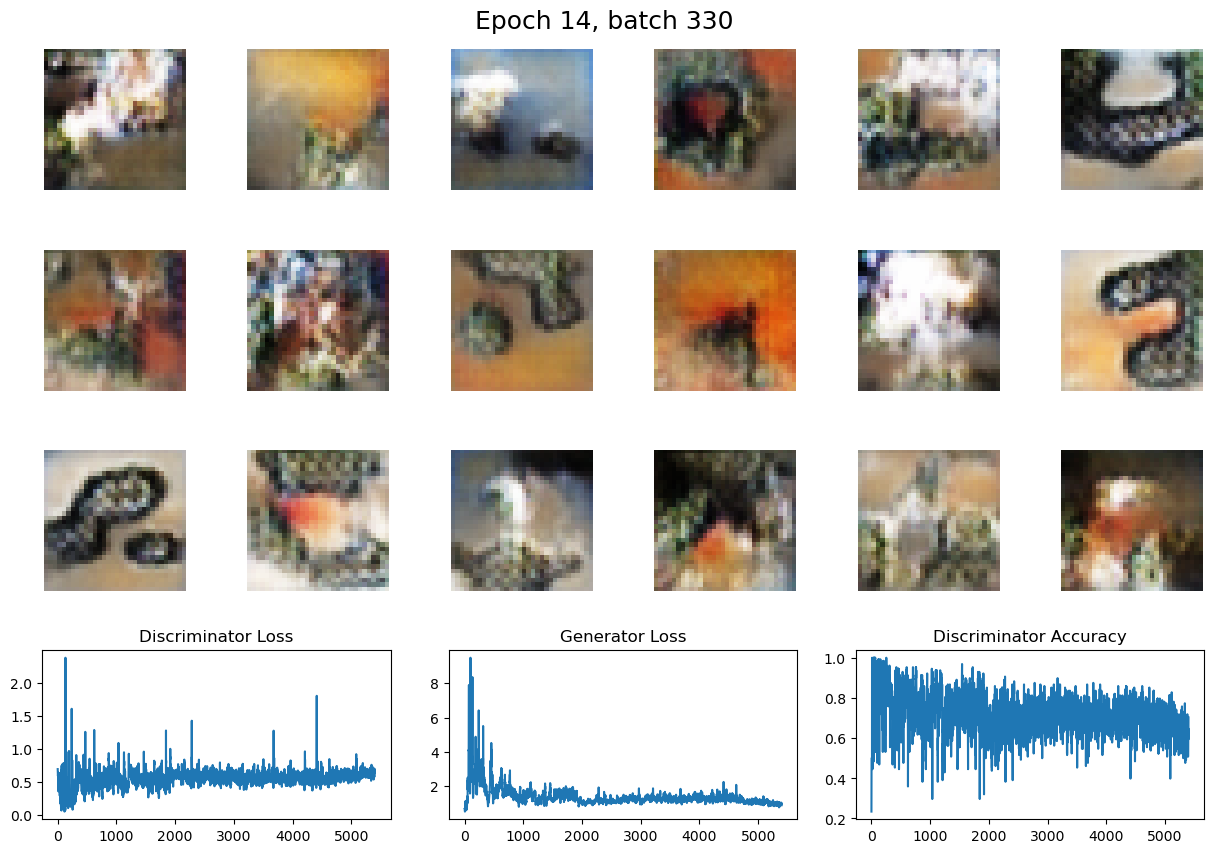 Epoch 14, batch 330
Discriminator Loss
Generator Loss
Discriminator Accuracy
2.0
1.5
1.0
0.5
0.0
0 1000 2000 3000 4000 5000
8
6
4
2
0 1000 2000 3000 4000 5000
1.0
0.8
0.6
0.4
0.2
0 1000 2000 3000 4000 5000